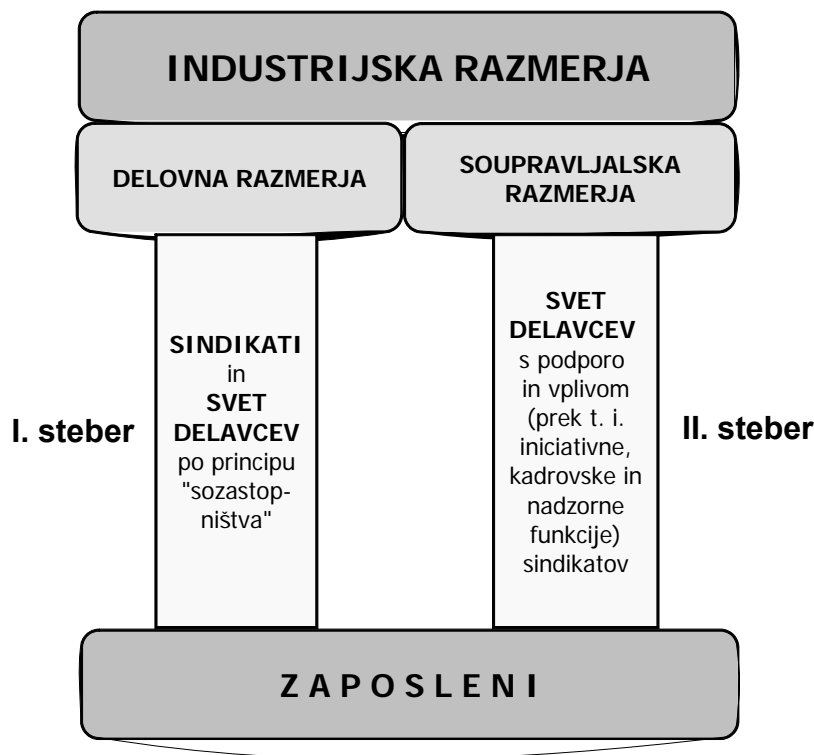 INDUSTRIJSKA RAZMERJA
DELOVNA RAZMERJA
SOUPRAVLJALSKA
RAZMERJA
I. steber
SINDIKATI
in
SVET
DELAVCEV
po principu
"sozastop-
ništva"
SVET
DELAVCEV
s podporo
in vplivom
(prek t. i.
iniciativne,
kadrovske in
nadzorne
funkcije)
sindikatov
II. steber
ZAPOSLENI